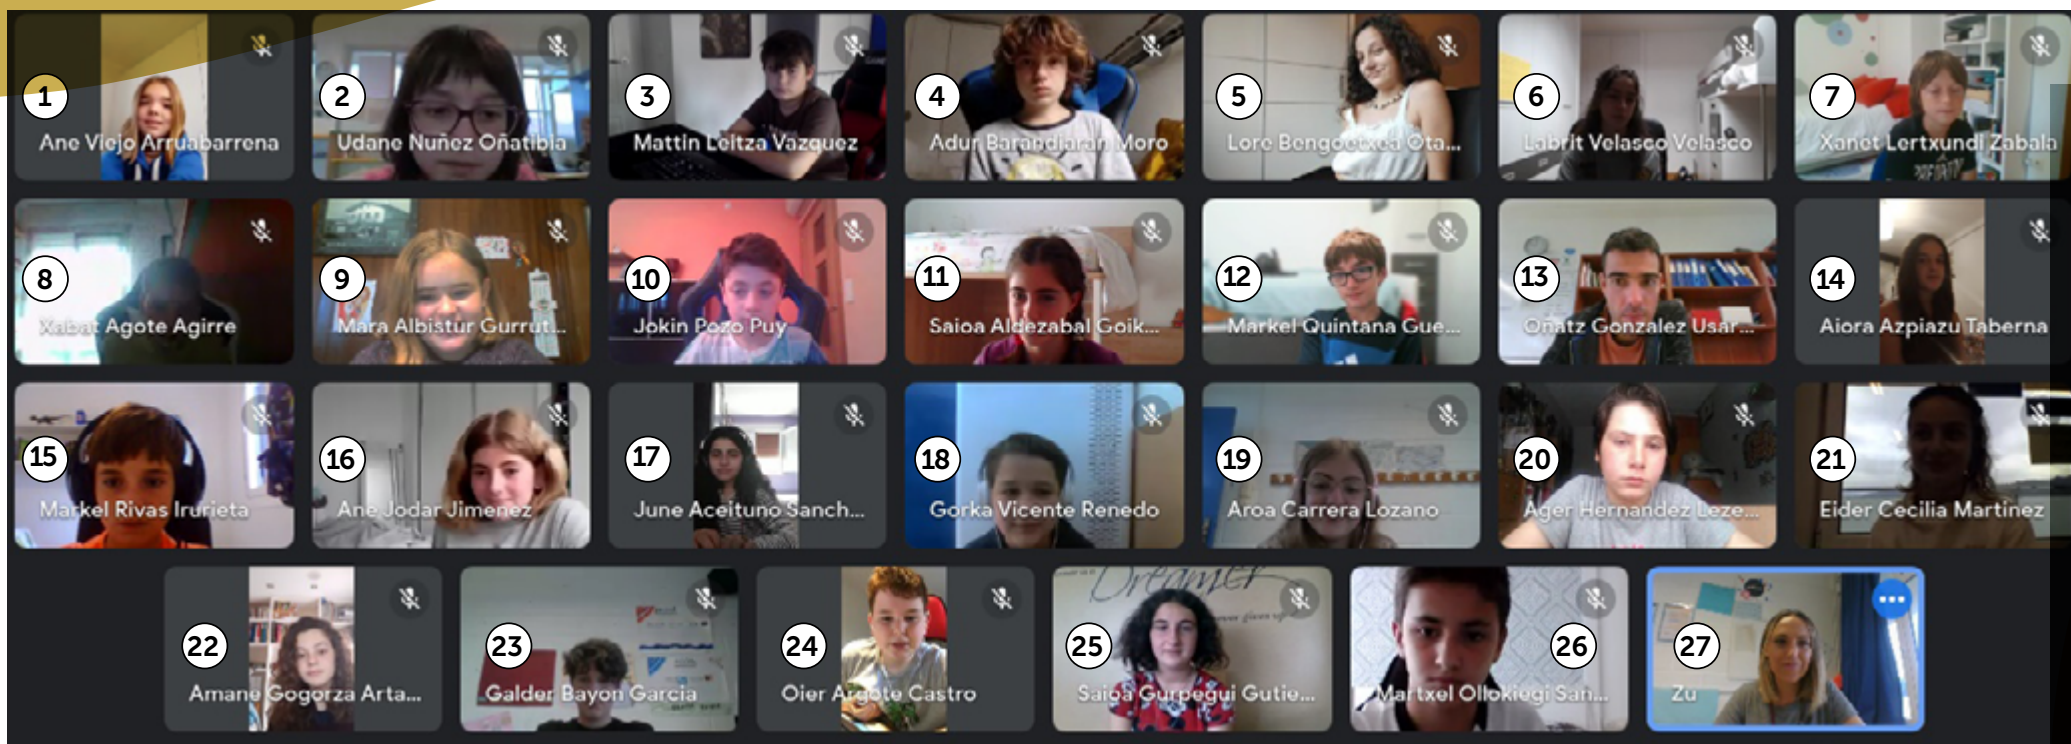 1
Ane Viejo Arruabarrena
2
Udane Nuñez Oñatibia
3
Mattin Leitza Vazquez
4
Adur Barandiaran Moro
5
Lore Bengoetxea Ota...
6
Labrit Velasco Velasco
7
Xanet Lertxundi Zabala
8
Xabat Agote Agirre
9
Mara Albistur Gurrut...
10
Jokin Pozo Puy
11
Saioa Aldezabal Goik...
12
Markel Quintana Gue...
13
Oñatz Gonzalez Usar...
14
Aiora Azpiazu Taberna
15
Markel Rivas Irurieta
16
Ane Jodar Jimenez
17
June Aceituno Sanch...
18
Gorka Vicente Renedo
19
Aroa Carrera Lozano
20
Ager Hernandez Leze...
21
Eider Cecilia Martinez
22
Amane Gogorza Arta...
23
Galder Bayon Garcia
24
Oier Argote Castro
Dreamer
never gives up
25
Saioa Gurpegui Gutie...
26
Martxel Ollokiegi San...
27
Zu